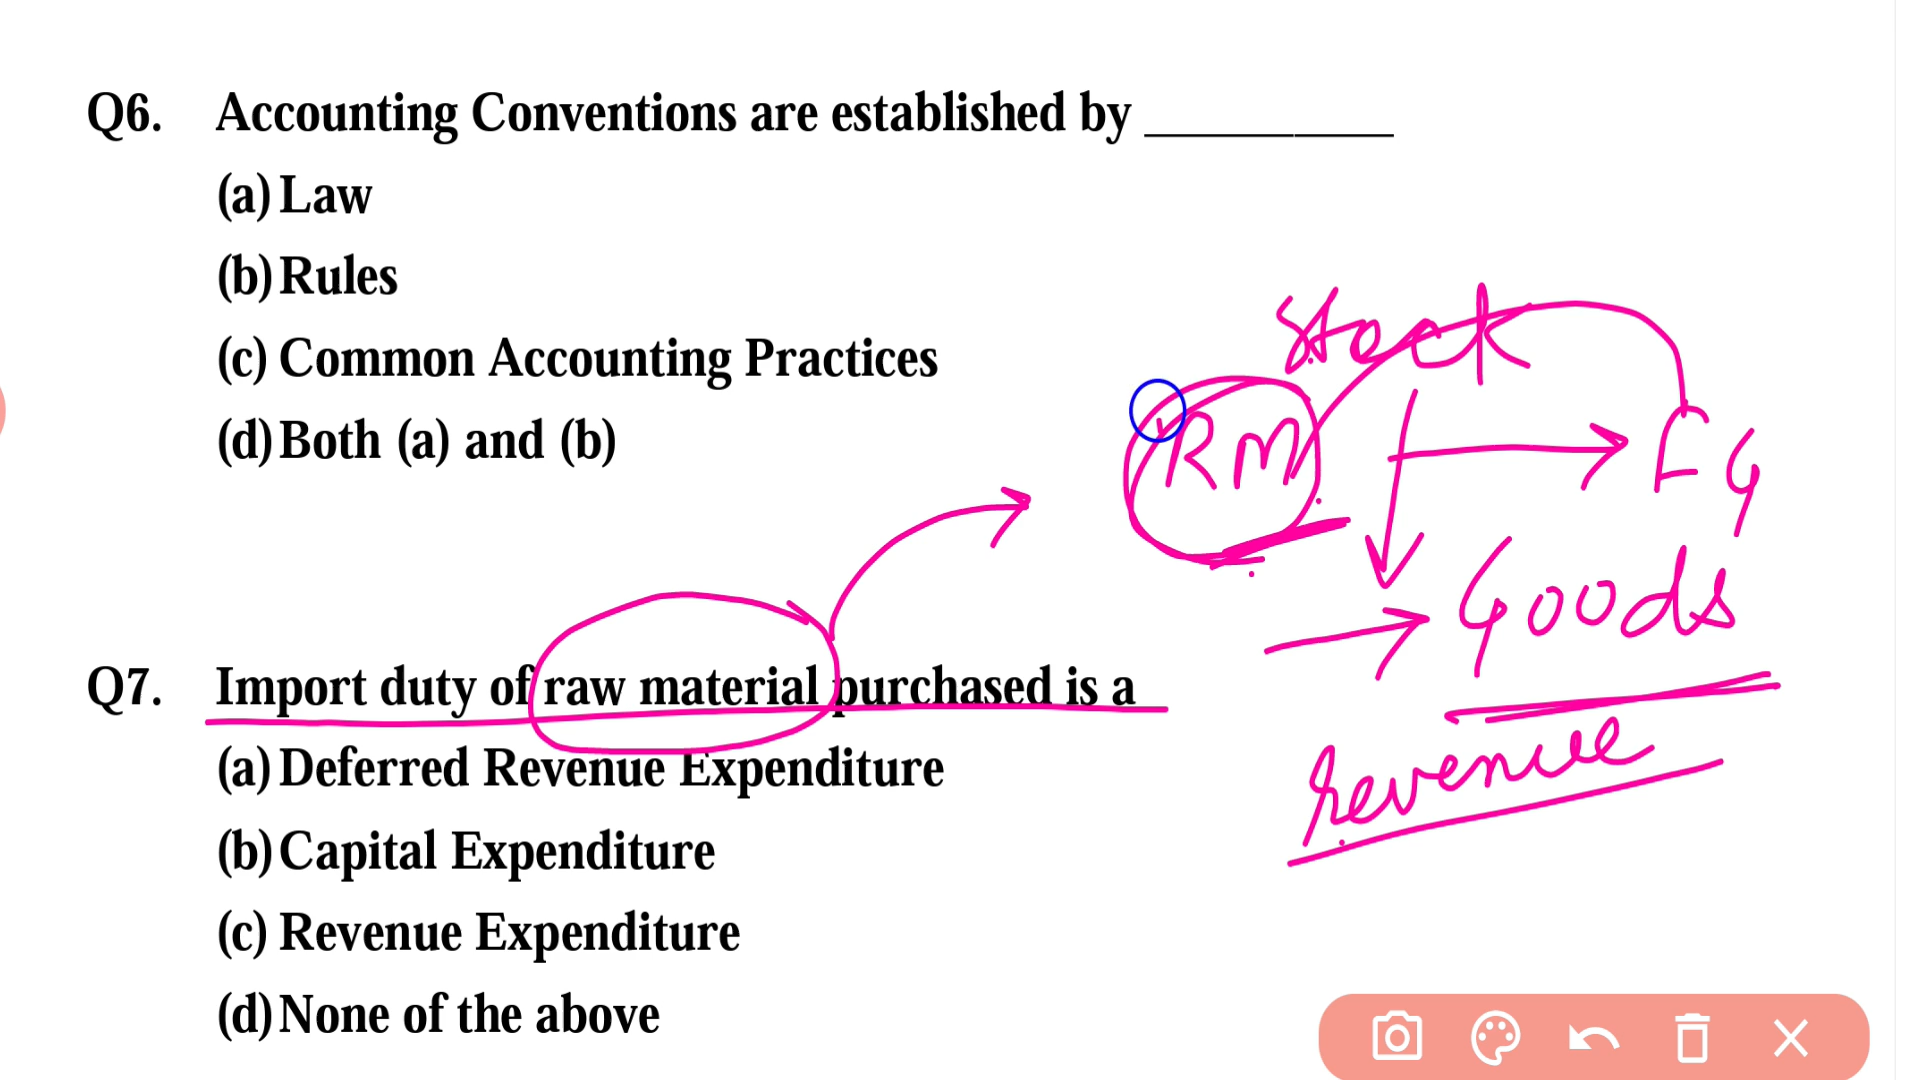 Q6. Accounting Conventions are established by __________
(a) Law
(b) Rules
(c) Common Accounting Practices
(d) Both (a) and (b)
Stock
RM
FG
Goods
Q7. Import duty of raw material purchased is a
(a) Deferred Revenue Expenditure
Revenue
(b) Capital Expenditure
(c) Revenue Expenditure
(d) None of the above